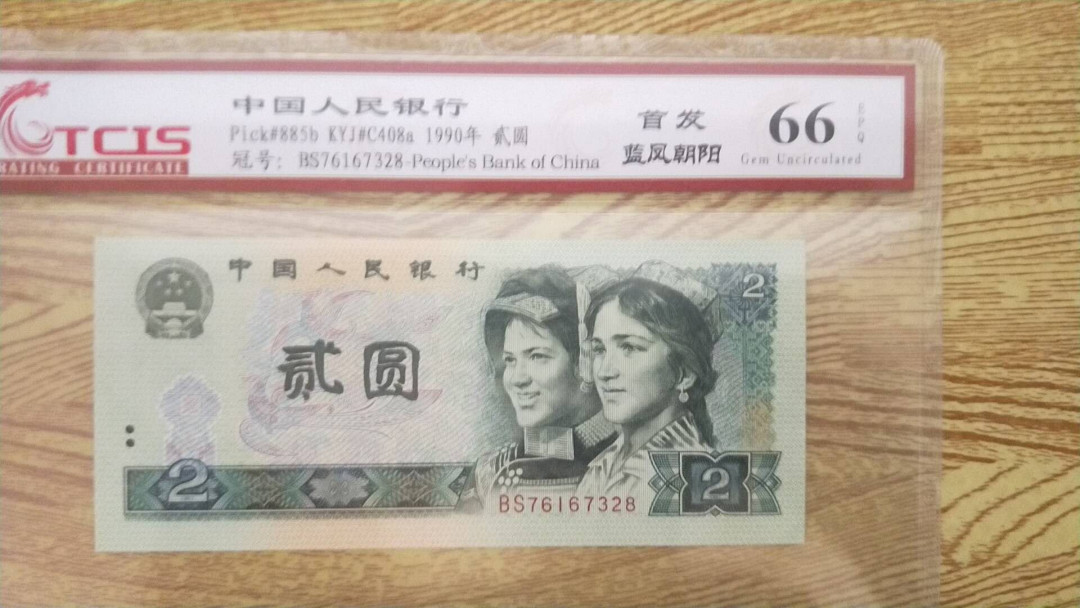 中国人民银行
Pick#885b KYJ#C408a 1990年 贰圆
冠号: BS76167328-People's Bank of China
首发
蓝凤朝阳
66
EPQ
Gem Uncirculated
TCIS
RATING CERTIFICATE
中国人民银行
2
贰圆
2
BS76167328
2